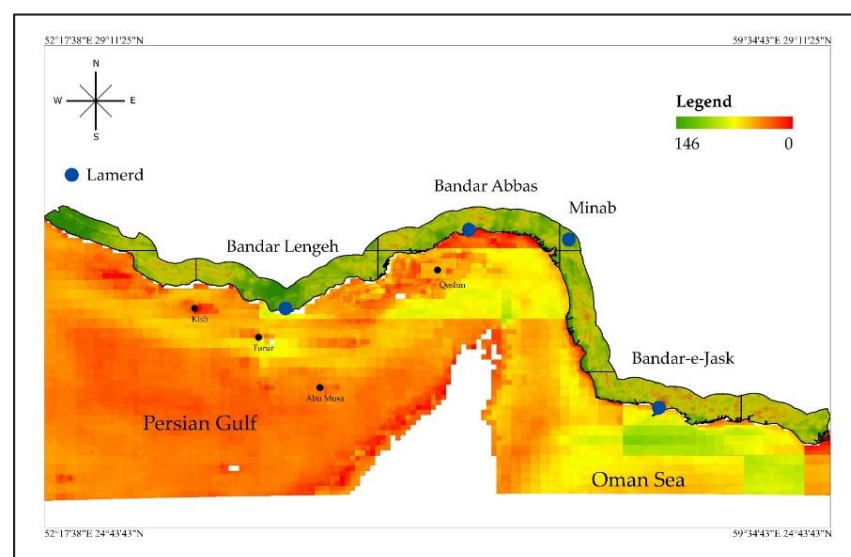 52°17'38"E 29°11'25"N
59°34'43"E 29°11'25"N
N
W
E
S
Legend
146
0
Lamerd
Bandar Abbas
Minab
Bandar Lengeh
Qeshm
Kish
Farur
Bandar-e-Jask
Abu Musa
Persian Gulf
Oman Sea
52°17'38"E 24°43'43"N
59°34'43"E 24°43'43"N